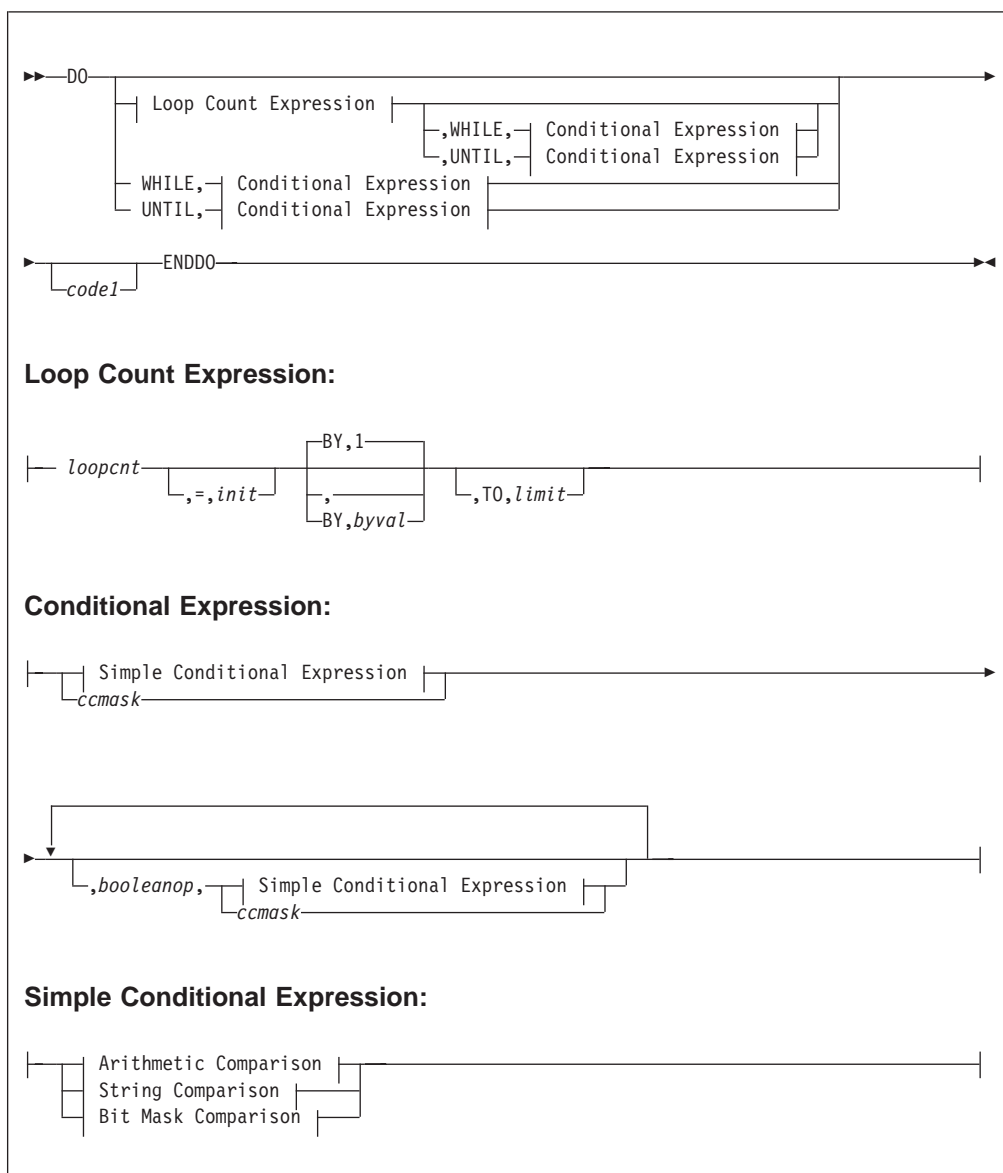 DO
Loop Count Expression
,WHILE, Conditional Expression
,UNTIL, Conditional Expression
WHILE, Conditional Expression
UNTIL, Conditional Expression
code1 ENDDO
Loop Count Expression:
BY,1
loopcnt ,=,init , ,TO,limit
BY,byval
Conditional Expression:
Simple Conditional Expression
ccmask
,booleanop, Simple Conditional Expression
ccmask
Simple Conditional Expression:
Arithmetic Comparison
String Comparison
Bit Mask Comparison